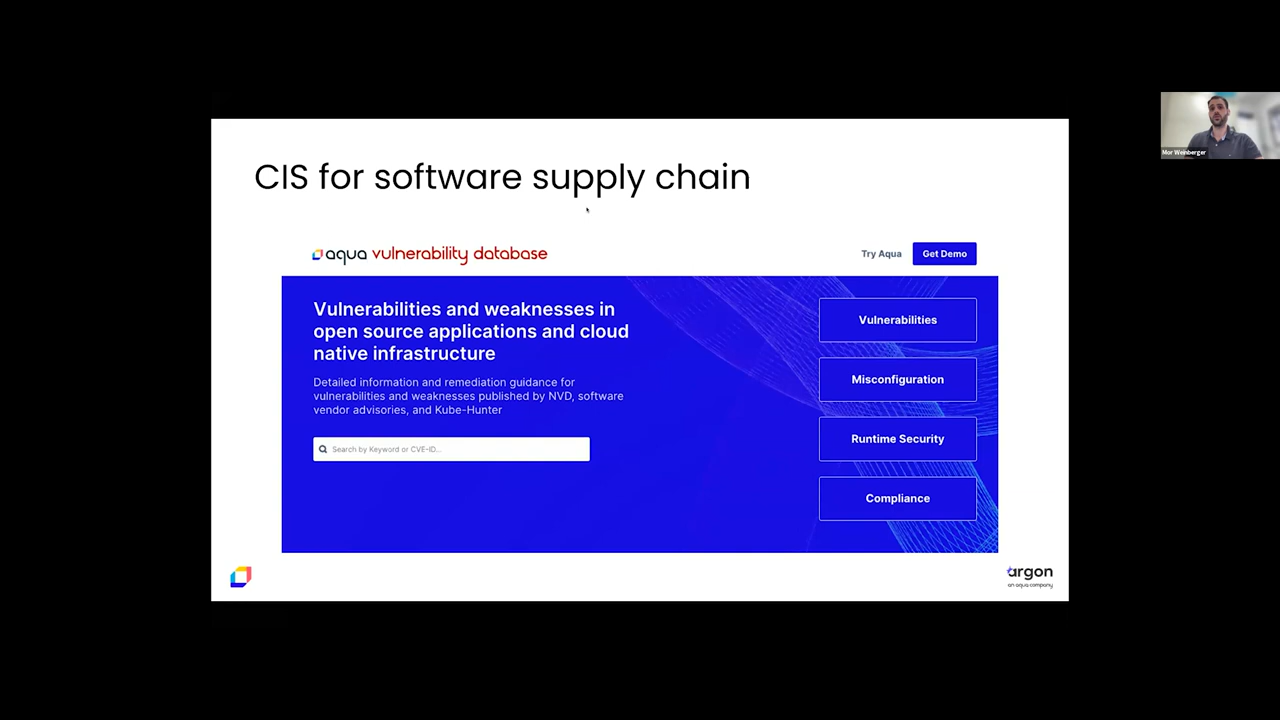 CIS for software supply chain
aqua vulnerability database
Try Aqua
Get Demo
Vulnerabilities and weaknesses in
open source applications and cloud
native infrastructure
Detailed information and remediation guidance for
vulnerabilities and weaknesses published by NVD, software
vendor advisories, and Kube-Hunter
Search by Keyword or CVE-ID...
Vulnerabilities
Misconfiguration
Runtime Security
Compliance
argon
an aqua company
Mor Weinberger